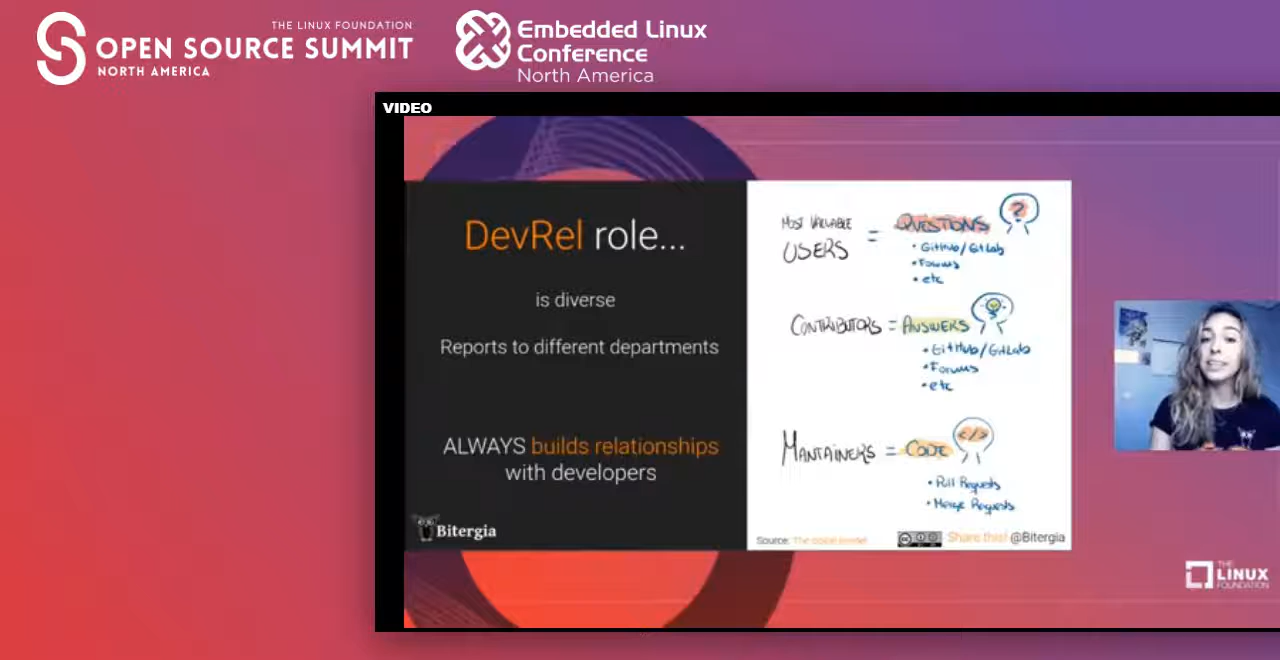 THE LINUX FOUNDATION
OPEN SOURCE SUMMIT
NORTH AMERICA
Embedded Linux
Conference
North America
VIDEO
DevRel role...
is diverse
Reports to different departments
ALWAYS builds relationships
with developers
Bitergia
MOST VALUABLE
USERS = QUESTIONS
?
• GitHub/GitLab
• Forums
• etc
CONTRIBUTORS = ANSWERS
• GitHub/GitLab
• Forums
• etc
MANTAINERS = CODE
</>
• Pull Requests
• Merge Requests
Source:
Share this! @Bitergia
THE
LINUX
FOUNDATION